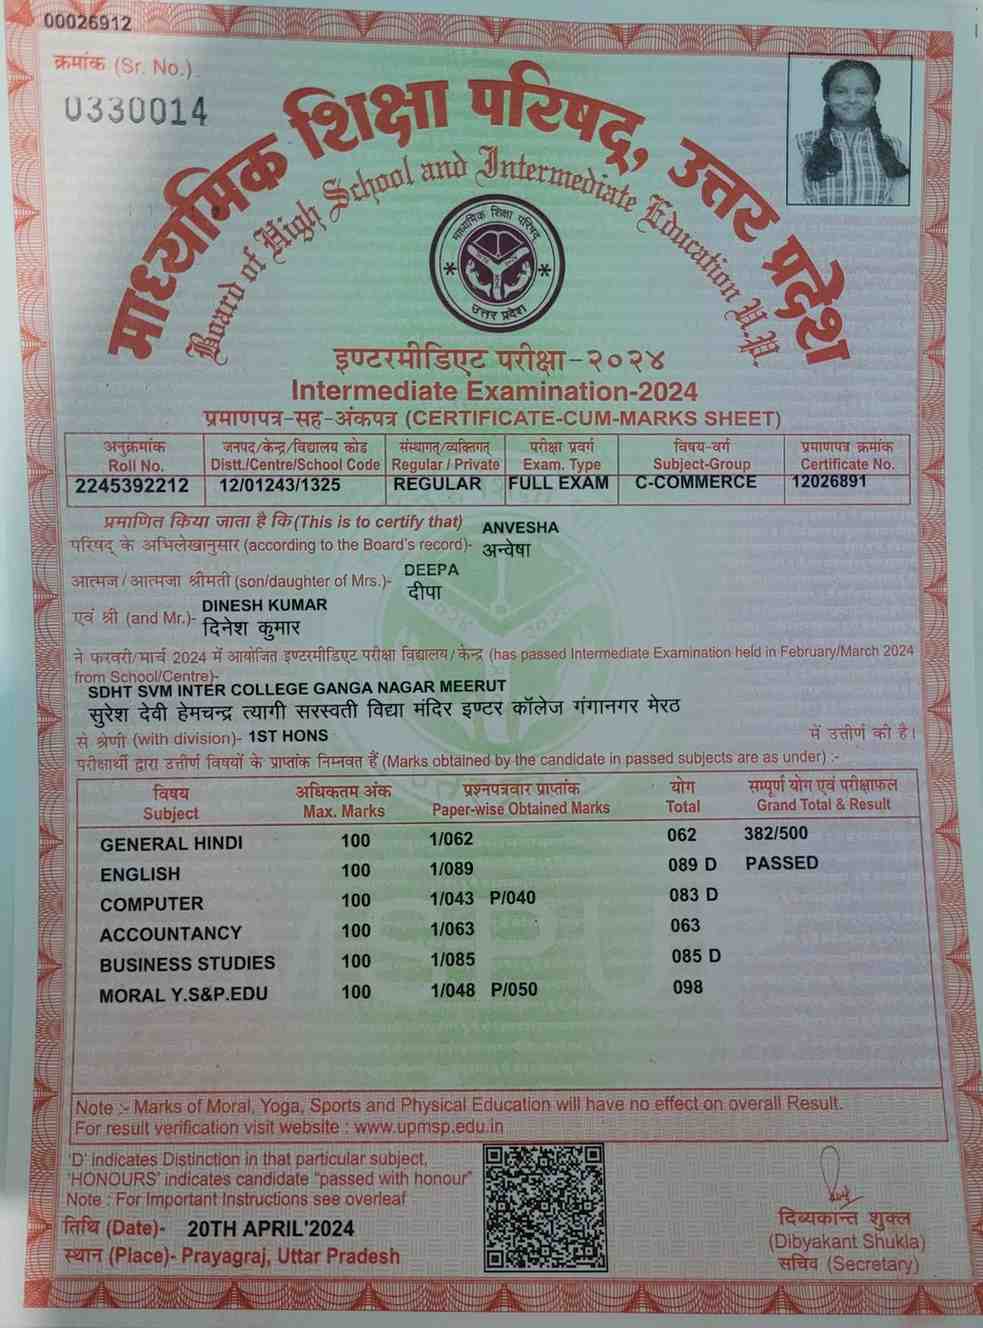 00026912
क्रमांक (Sr. No.)
0330014
माध्यमिक शिक्षा परिषद्, उत्तर प्रदेश
Board of High School and Intermediate Education U.P.
माध्यमिक शिक्षा परिषद्
उत्तर प्रदेश
इण्टरमीडिएट परीक्षा-२०२४
Intermediate Examination-2024
प्रमाणपत्र-सह-अंकपत्र (CERTIFICATE-CUM-MARKS SHEET)
अनुक्रमांक जनपद/केन्द्र/विद्यालय कोड संस्थागत/व्यक्तिगत परीक्षा प्रवर्ग विषय-वर्ग प्रमाणपत्र क्रमांक
Roll No. Distt./Centre/School Code Regular / Private Exam. Type Subject-Group Certificate No.
2245392212 12/01243/1325 REGULAR FULL EXAM C-COMMERCE 12026891
प्रमाणित किया जाता है कि (This is to certify that) ANVESHA
परिषद् के अभिलेखानुसार (according to the Board's record)- अन्वेषा
DEEPA
आत्मज/आत्मजा श्रीमती (son/daughter of Mrs.)- दीपा
DINESH KUMAR
एवं श्री (and Mr.)- दिनेश कुमार
ने फरवरी/मार्च 2024 में आयोजित इण्टरमीडिएट परीक्षा विद्यालय/केन्द्र (has passed Intermediate Examination held in February/March 2024
from School/Centre)-
SDHT SVM INTER COLLEGE GANGA NAGAR MEERUT
सुरेश देवी हेमचन्द्र त्यागी सरस्वती विद्या मंदिर इण्टर कॉलेज गंगानगर मेरठ
से श्रेणी (with division)- 1ST HONS में उत्तीर्ण की है।
परीक्षार्थी द्वारा उत्तीर्ण विषयों के प्राप्तांक निम्नवत हैं (Marks obtained by the candidate in passed subjects are as under) :-
विषय अधिकतम अंक प्रश्नपत्रवार प्राप्तांक योग सम्पूर्ण योग एवं परीक्षाफल
Subject Max. Marks Paper-wise Obtained Marks Total Grand Total & Result
GENERAL HINDI 100 1/062 062 382/500
ENGLISH 100 1/089 089 D PASSED
COMPUTER 100 1/043 P/040 083 D
ACCOUNTANCY 100 1/063 063
BUSINESS STUDIES 100 1/085 085 D
MORAL Y.S&P.EDU 100 1/048 P/050 098
Note :- Marks of Moral, Yoga, Sports and Physical Education will have no effect on overall Result.
For result verification visit website : www.upmsp.edu.in
'D' indicates Distinction in that particular subject,
'HONOURS' indicates candidate "passed with honour"
Note : For Important Instructions see overleaf
तिथि (Date)- 20TH APRIL'2024
स्थान (Place)- Prayagraj, Uttar Pradesh
दिव्यकान्त शुक्ल
(Dibyakant Shukla)
सचिव (Secretary)